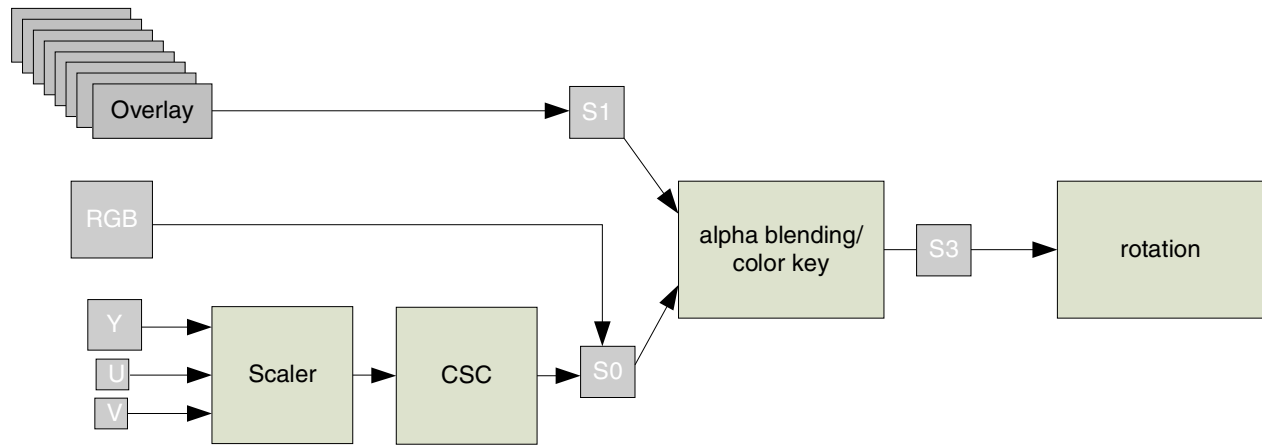 Overlay
S1
RGB
alpha blending/
color key
S3
rotation
Y
U
V
Scaler
CSC
S0